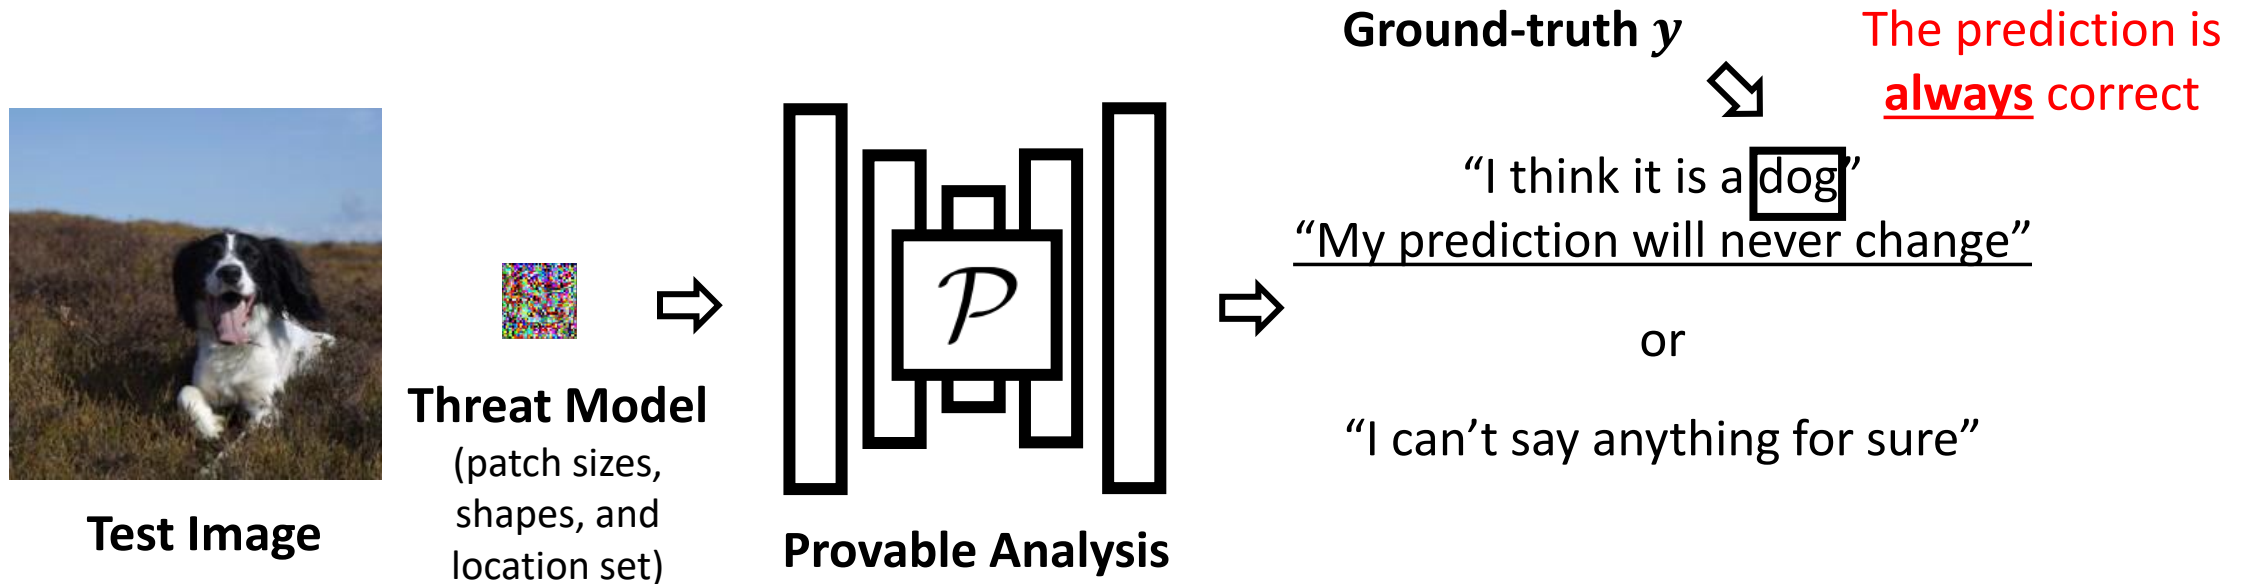 Ground-truth y
The prediction is
always correct
“I think it is a dog”
“My prediction will never change”
or
“I can’t say anything for sure”
Test Image
Threat Model
(patch sizes,
shapes, and
location set)
P
Provable Analysis